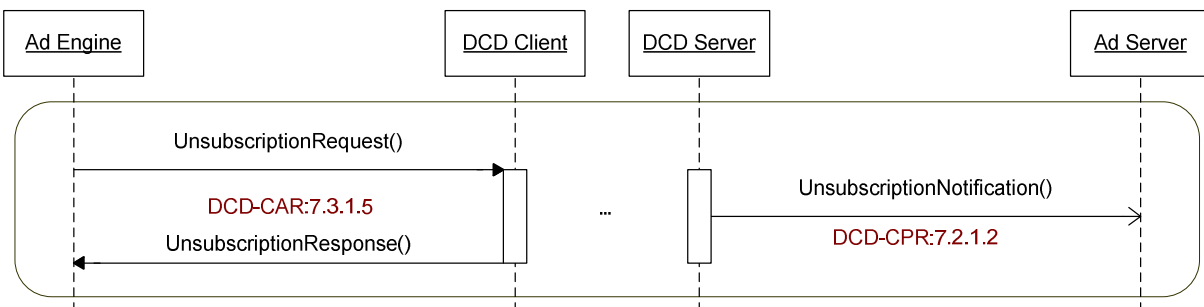 Ad Engine
DCD Client
DCD Server
Ad Server
UnsubscriptionRequest()
DCD-CAR:7.3.1.5
UnsubscriptionResponse()
...
UnsubscriptionNotification()
DCD-CPR:7.2.1.2